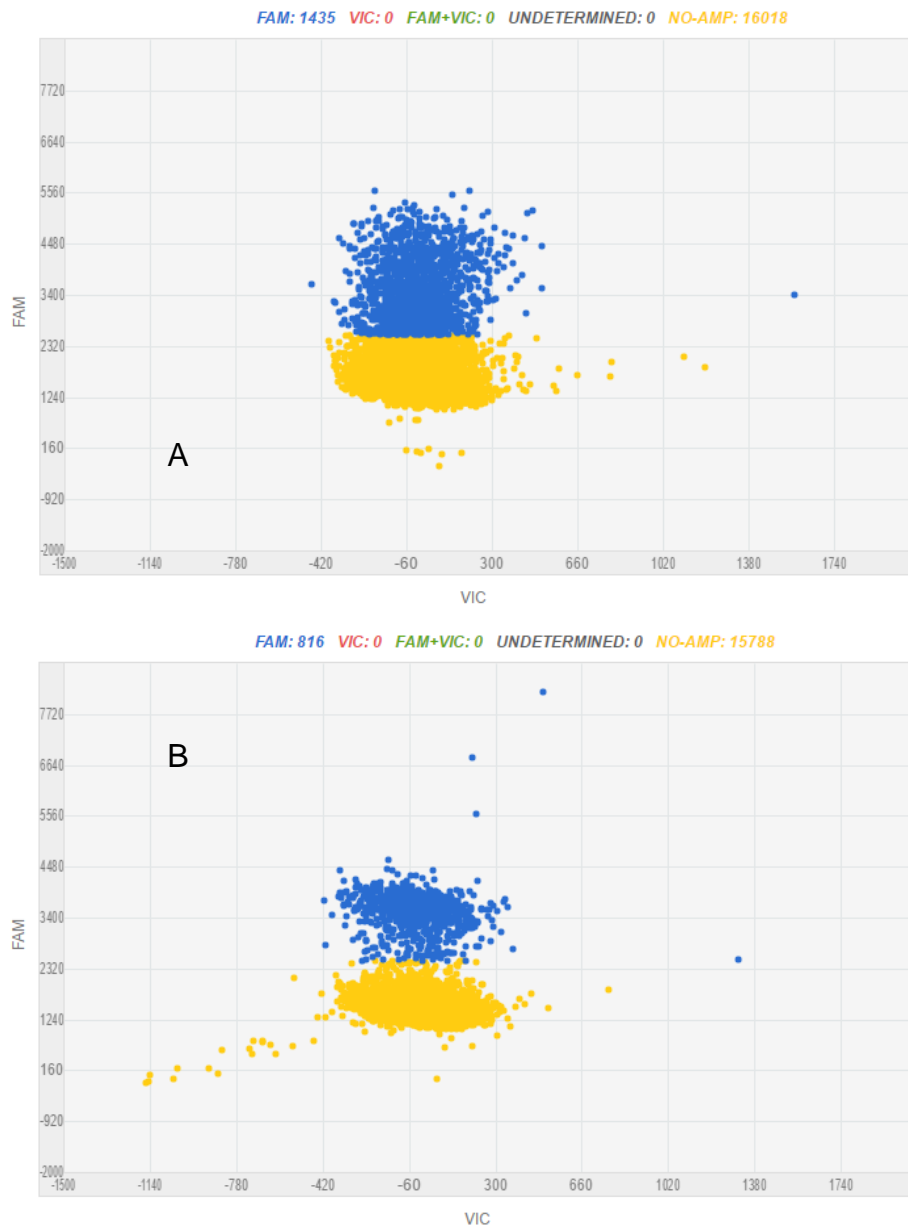 FAM: 1435 VIC: 0 FAM+VIC: 0 UNDETERMINED: 0 NO-AMP: 16018
7720
6640
5560
4480
3400
2320
1240
160
-920
-2000
FAM
A
-1500 -1140 -780 -420 -60 300 660 1020 1380 1740
VIC
FAM: 816 VIC: 0 FAM+VIC: 0 UNDETERMINED: 0 NO-AMP: 15788
7720
6640
5560
4480
3400
2320
1240
160
-920
-2000
FAM
B
-1500 -1140 -780 -420 -60 300 660 1020 1380 1740
VIC